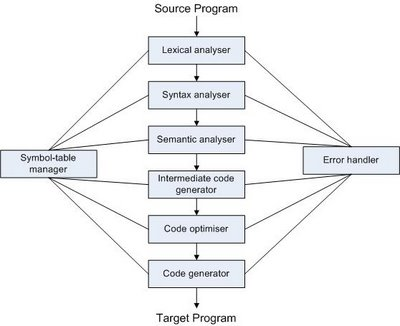 Source Program
Lexical analyser
Syntax analyser
Semantic analyser
Symbol-table
manager
Error handler
Intermediate code
generator
Code optimiser
Code generator
Target Program